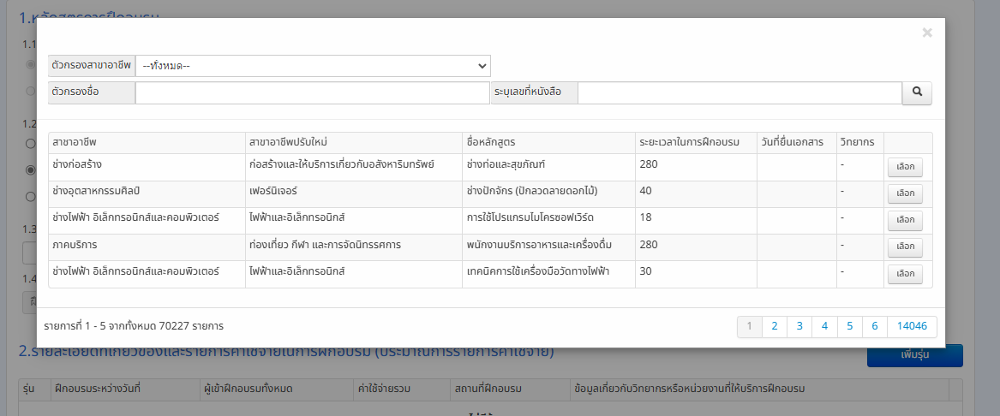 1.หลักสูตรการฝึกอบรม
1.1
×
ตัวกรองสาขาอาชีพ --ทั้งหมด--
ตัวกรองชื่อ ระบุเลขที่หนังสือ
1.2
สาขาอาชีพ สาขาอาชีพปรับใหม่ ชื่อหลักสูตร ระยะเวลาในการฝึกอบรม วันที่ยื่นเอกสาร วิทยากร
ช่างก่อสร้าง ก่อสร้างและให้บริการเกี่ยวกับอสังหาริมทรัพย์ ช่างท่อและสุขภัณฑ์ 280 - เลือก
ช่างอุตสาหกรรมศิลป์ เฟอร์นิเจอร์ ช่างปักจักร (ปักลวดลายดอกไม้) 40 - เลือก
ช่างไฟฟ้า อิเล็กทรอนิกส์และคอมพิวเตอร์ ไฟฟ้าและอิเล็กทรอนิกส์ การใช้โปรแกรมไมโครซอฟเวิร์ด 18 - เลือก
1.3
ภาคบริการ ท่องเที่ยว กีฬา และการจัดนิทรรศการ พนักงานบริการอาหารและเครื่องดื่ม 280 - เลือก
ช่างไฟฟ้า อิเล็กทรอนิกส์และคอมพิวเตอร์ ไฟฟ้าและอิเล็กทรอนิกส์ เทคนิคการใช้เครื่องมือวัดทางไฟฟ้า 30 - เลือก
1.4
รายการที่ 1 - 5 จากทั้งหมด 70227 รายการ 1 2 3 4 5 6 14046
2.รายละเอียดที่เกี่ยวข้องและรายการค่าใช้จ่ายในการฝึกอบรม (ประมาณการรายการค่าใช้จ่าย) เพิ่มรุ่น
รุ่น ฝึกอบรมระหว่างวันที่ ผู้เข้าฝึกอบรมทั้งหมด ค่าใช้จ่ายรวม สถานที่ฝึกอบรม ข้อมูลเกี่ยวกับวิทยากรหรือหน่วยงานที่ให้บริการฝึกอบรม